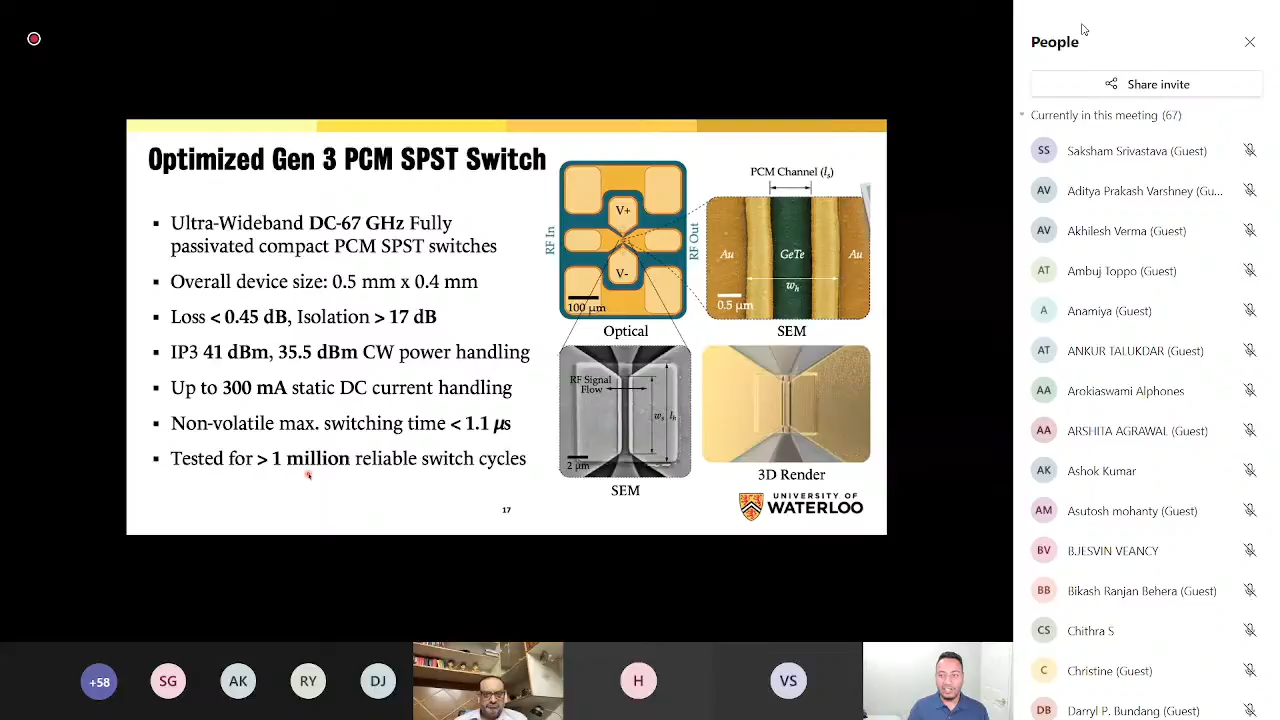 Optimized Gen 3 PCM SPST Switch
▪ Ultra-Wideband DC-67 GHz Fully
passivated compact PCM SPST switches
▪ Overall device size: 0.5 mm x 0.4 mm
▪ Loss < 0.45 dB, Isolation > 17 dB
▪ IP3 41 dBm, 35.5 dBm CW power handling
▪ Up to 300 mA static DC current handling
▪ Non-volatile max. switching time < 1.1 µs
▪ Tested for > 1 million reliable switch cycles
RF In
V+
V-
RF Out
100 µm
Optical
PCM Channel (ls)
Au
GeTe
Au
wh
0.5 µm
SEM
RF Signal
Flow
ws
lh
2 µm
SEM
3D Render
17
UNIVERSITY OF
WATERLOO
People
Share invite
Currently in this meeting (67)
SS Saksham Srivastava (Guest)
AV Aditya Prakash Varshney (Gu...
AV Akhilesh Verma (Guest)
AT Ambuj Toppo (Guest)
A Anamiya (Guest)
AT ANKUR TALUKDAR (Guest)
AA Arokiaswami Alphones
AA ARSHITA AGRAWAL (Guest)
AK Ashok Kumar
AM Asutosh mohanty (Guest)
BV BJESVIN VEANCY
BB Bikash Ranjan Behera (Guest)
CS Chithra S
C Christine (Guest)
DB Darryl P. Bundang (Guest)
+58
SG
AK
RY
DJ
H
VS